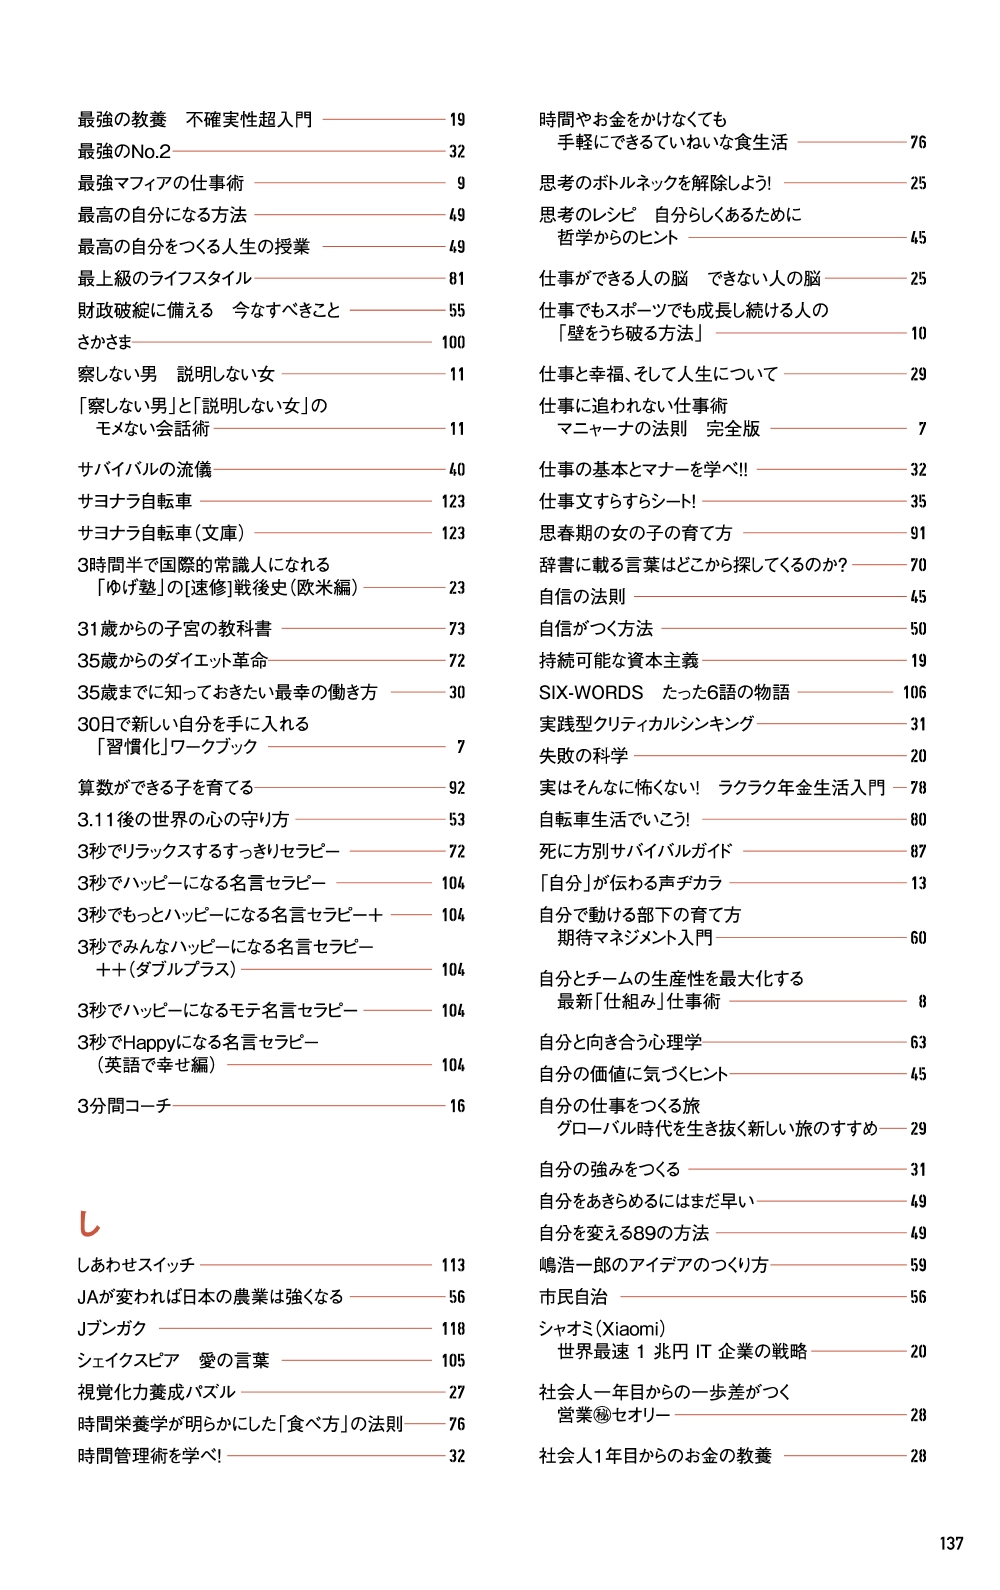 最強の教養　不確実性超入門 19
最強のNo.2 32
最強マフィアの仕事術 9
最高の自分になる方法 49
最高の自分をつくる人生の授業 49
最上級のライフスタイル 81
財政破綻に備える　今なすべきこと 55
さかさま 100
察しない男　説明しない女 11
「察しない男」と「説明しない女」の
モメない会話術 11
サバイバルの流儀 40
サヨナラ自転車 123
サヨナラ自転車（文庫） 123
3時間半で国際的常識人になれる
「ゆげ塾」の[速修]戦後史（欧米編） 23
31歳からの子宮の教科書 73
35歳からのダイエット革命 72
35歳までに知っておきたい最幸の働き方 30
30日で新しい自分を手に入れる
「習慣化」ワークブック 7
算数ができる子を育てる 92
3.11後の世界の心の守り方 53
3秒でリラックスするすっきりセラピー 72
3秒でハッピーになる名言セラピー 104
3秒でもっとハッピーになる名言セラピー＋ 104
3秒でみんなハッピーになる名言セラピー
＋＋（ダブルプラス） 104
3秒でハッピーになるモテ名言セラピー 104
3秒でHappyになる名言セラピー
（英語で幸せ編） 104
3分間コーチ 16
し
しあわせスイッチ 113
JAが変われば日本の農業は強くなる 56
Jブンガク 118
シェイクスピア　愛の言葉 105
視覚化力養成パズル 27
時間栄養学が明らかにした「食べ方」の法則 76
時間管理術を学べ! 32
時間やお金をかけなくても
手軽にできるていねいな食生活 76
思考のボトルネックを解除しよう! 25
思考のレシピ　自分らしくあるために
哲学からのヒント 45
仕事ができる人の脳　できない人の脳 25
仕事でもスポーツでも成長し続ける人の
「壁をうち破る方法」 10
仕事と幸福、そして人生について 29
仕事に追われない仕事術
マニャーナの法則　完全版 7
仕事の基本とマナーを学べ!! 32
仕事文すらすらシート! 35
思春期の女の子の育て方 91
辞書に載る言葉はどこから探してくるのか? 70
自信の法則 45
自信がつく方法 50
持続可能な資本主義 19
SIX-WORDS　たった6語の物語 106
実践型クリティカルシンキング 31
失敗の科学 20
実はそんなに怖くない!　ラクラク年金生活入門 78
自転車生活でいこう! 80
死に方別サバイバルガイド 87
「自分」が伝わる声ヂカラ 13
自分で動ける部下の育て方
期待マネジメント入門 60
自分とチームの生産性を最大化する
最新「仕組み」仕事術 8
自分と向き合う心理学 63
自分の価値に気づくヒント 45
自分の仕事をつくる旅
グローバル時代を生き抜く新しい旅のすすめ 29
自分の強みをつくる 31
自分をあきらめるにはまだ早い 49
自分を変える89の方法 49
嶋浩一郎のアイデアのつくり方 59
市民自治 56
シャオミ（Xiaomi）
世界最速 1 兆円 IT 企業の戦略 20
社会人一年目からの一歩差がつく
営業㊙セオリー 28
社会人1年目からのお金の教養 28
137